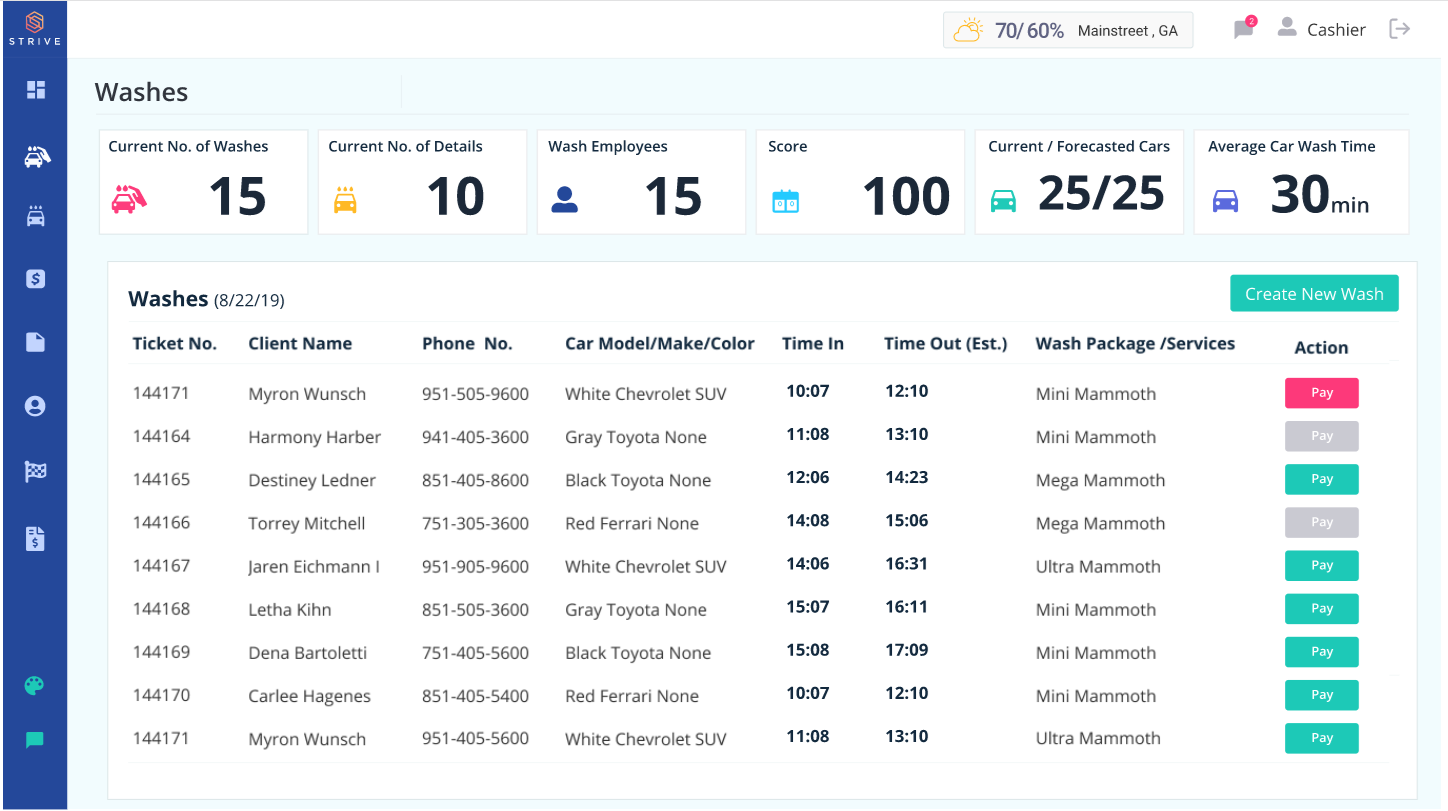 STRIVE
70/60% Mainstreet , GA
2
Cashier
Washes
Current No. of Washes
15
Current No. of Details
10
Wash Employees
15
Score
100
Current / Forecasted Cars
25/25
Average Car Wash Time
30min
Washes (8/22/19)
Create New Wash
Ticket No. Client Name Phone No. Car Model/Make/Color Time In Time Out (Est.) Wash Package /Services Action
144171 Myron Wunsch 951-505-9600 White Chevrolet SUV 10:07 12:10 Mini Mammoth Pay
144164 Harmony Harber 941-405-3600 Gray Toyota None 11:08 13:10 Mini Mammoth Pay
144165 Destiney Ledner 851-405-8600 Black Toyota None 12:06 14:23 Mega Mammoth Pay
144166 Torrey Mitchell 751-305-3600 Red Ferrari None 14:08 15:06 Mega Mammoth Pay
144167 Jaren Eichmann I 951-905-9600 White Chevrolet SUV 14:06 16:31 Ultra Mammoth Pay
144168 Letha Kihn 851-505-3600 Gray Toyota None 15:07 16:11 Mini Mammoth Pay
144169 Dena Bartoletti 751-405-5600 Black Toyota None 15:08 17:09 Mini Mammoth Pay
144170 Carlee Hagenes 851-405-5400 Red Ferrari None 10:07 12:10 Mini Mammoth Pay
144171 Myron Wunsch 951-405-5600 White Chevrolet SUV 11:08 13:10 Ultra Mammoth Pay